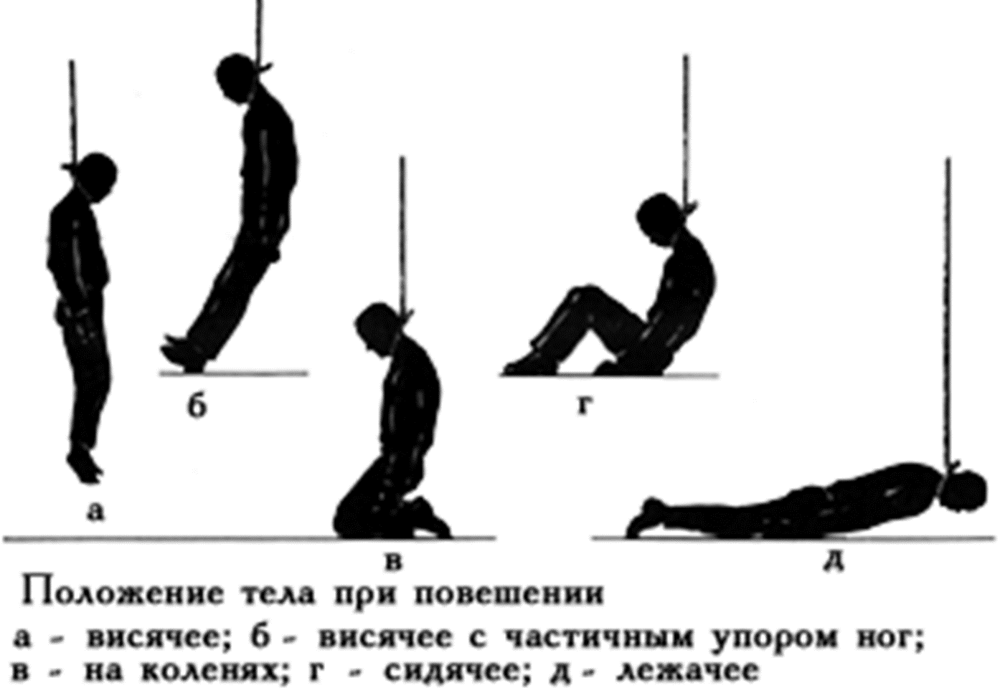 б
г
а
в
д
Положение тела при повешении
а - висячее; б - висячее с частичным упором ног;
в - на коленях; г - сидячее; д - лежачее